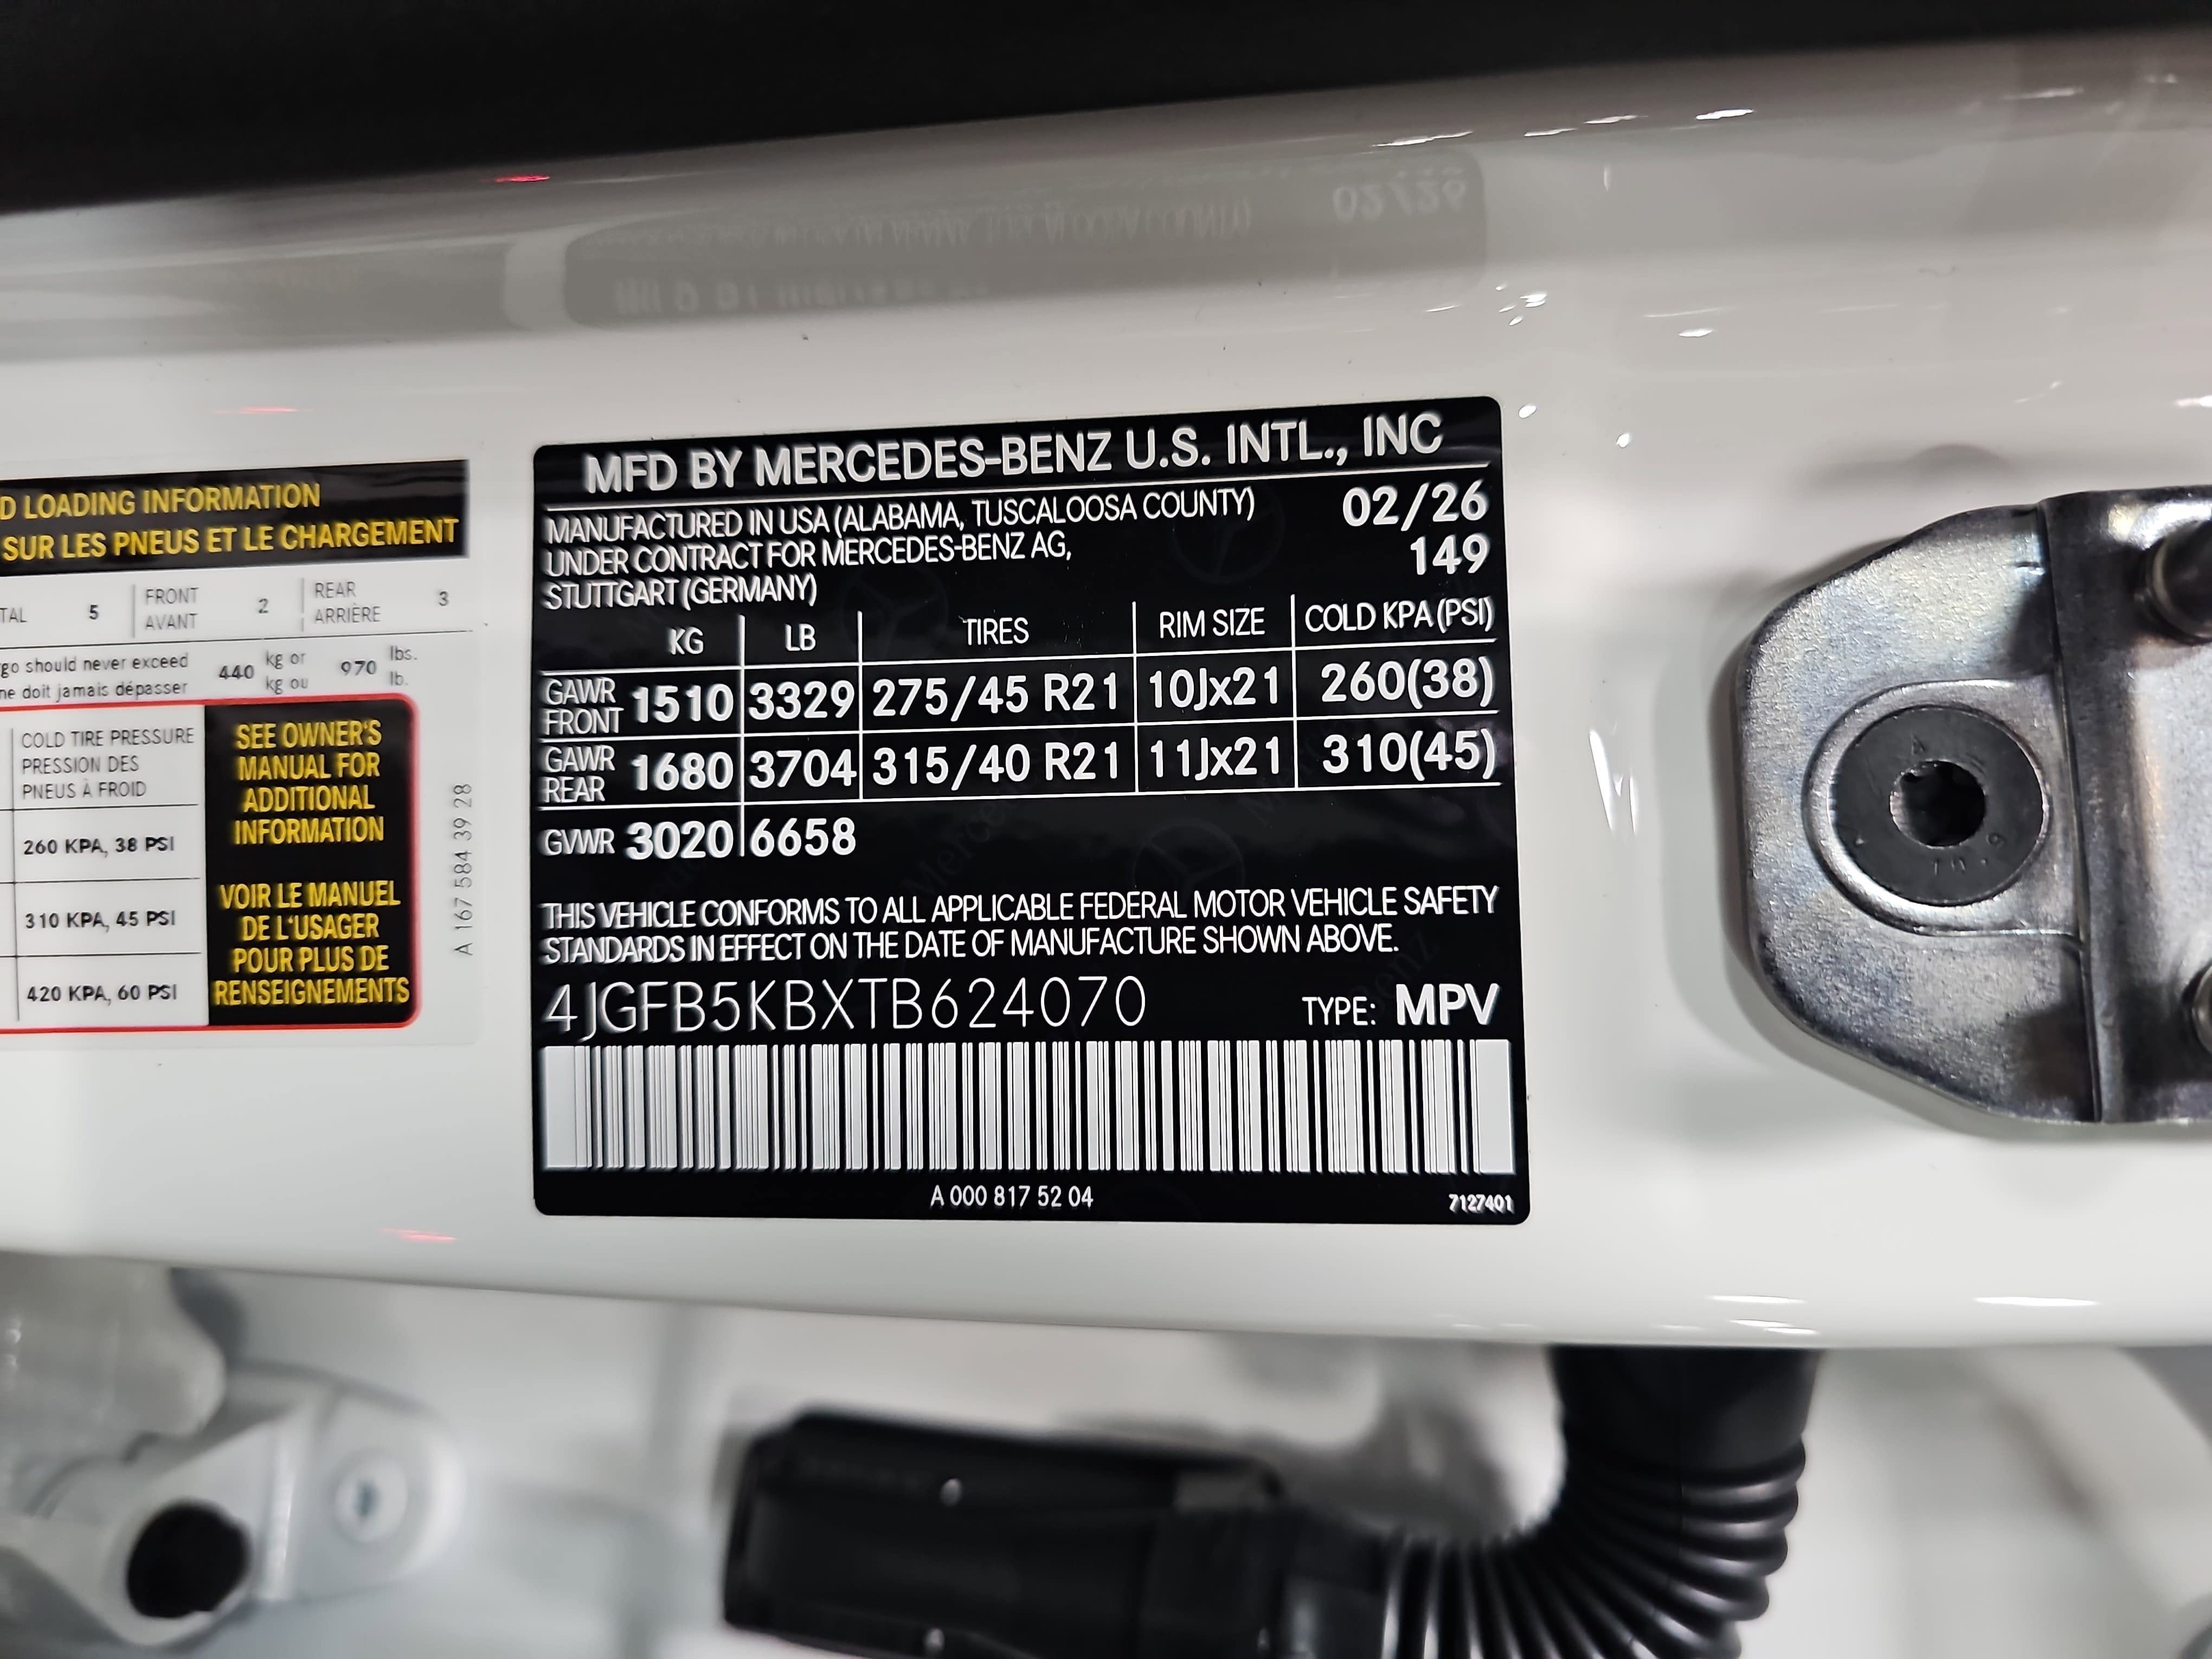 D LOADING INFORMATION
SUR LES PNEUS ET LE CHARGEMENT
TAL 5 FRONT AVANT 2 REAR ARRIÈRE 3
go should never exceed
ne doit jamais dépasser
440 kg or kg ou 970 lbs. lb.
COLD TIRE PRESSURE
PRESSION DES
PNEUS À FROID
260 KPA, 38 PSI
310 KPA, 45 PSI
420 KPA, 60 PSI
SEE OWNER'S
MANUAL FOR
ADDITIONAL
INFORMATION
VOIR LE MANUEL
DE L'USAGER
POUR PLUS DE
RENSEIGNEMENTS
A 167 584 39 28
MFD BY MERCEDES-BENZ U.S. INTL., INC
MANUFACTURED IN USA (ALABAMA, TUSCALOOSA COUNTY) 02/26
UNDER CONTRACT FOR MERCEDES-BENZ AG, 149
STUTTGART (GERMANY)
KG LB TIRES RIM SIZE COLD KPA (PSI)
GAWR FRONT 1510 3329 275/45 R21 10Jx21 260(38)
GAWR REAR 1680 3704 315/40 R21 11Jx21 310(45)
GVWR 3020 6658
THIS VEHICLE CONFORMS TO ALL APPLICABLE FEDERAL MOTOR VEHICLE SAFETY
STANDARDS IN EFFECT ON THE DATE OF MANUFACTURE SHOWN ABOVE.
4JGFB5KBXTB624070 TYPE: MPV
A 000 817 52 04 7127401
10.9